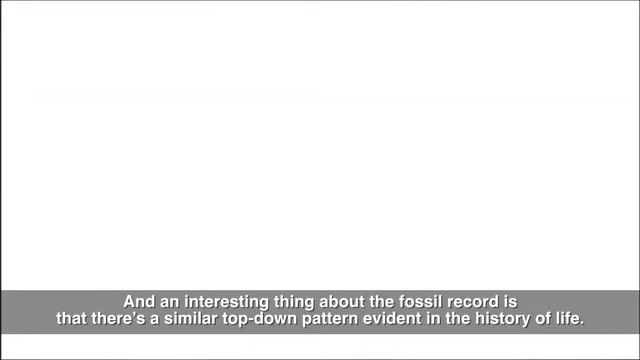 And an interesting thing about the fossil record is
that there's a similar top-down pattern evident in the history of life.